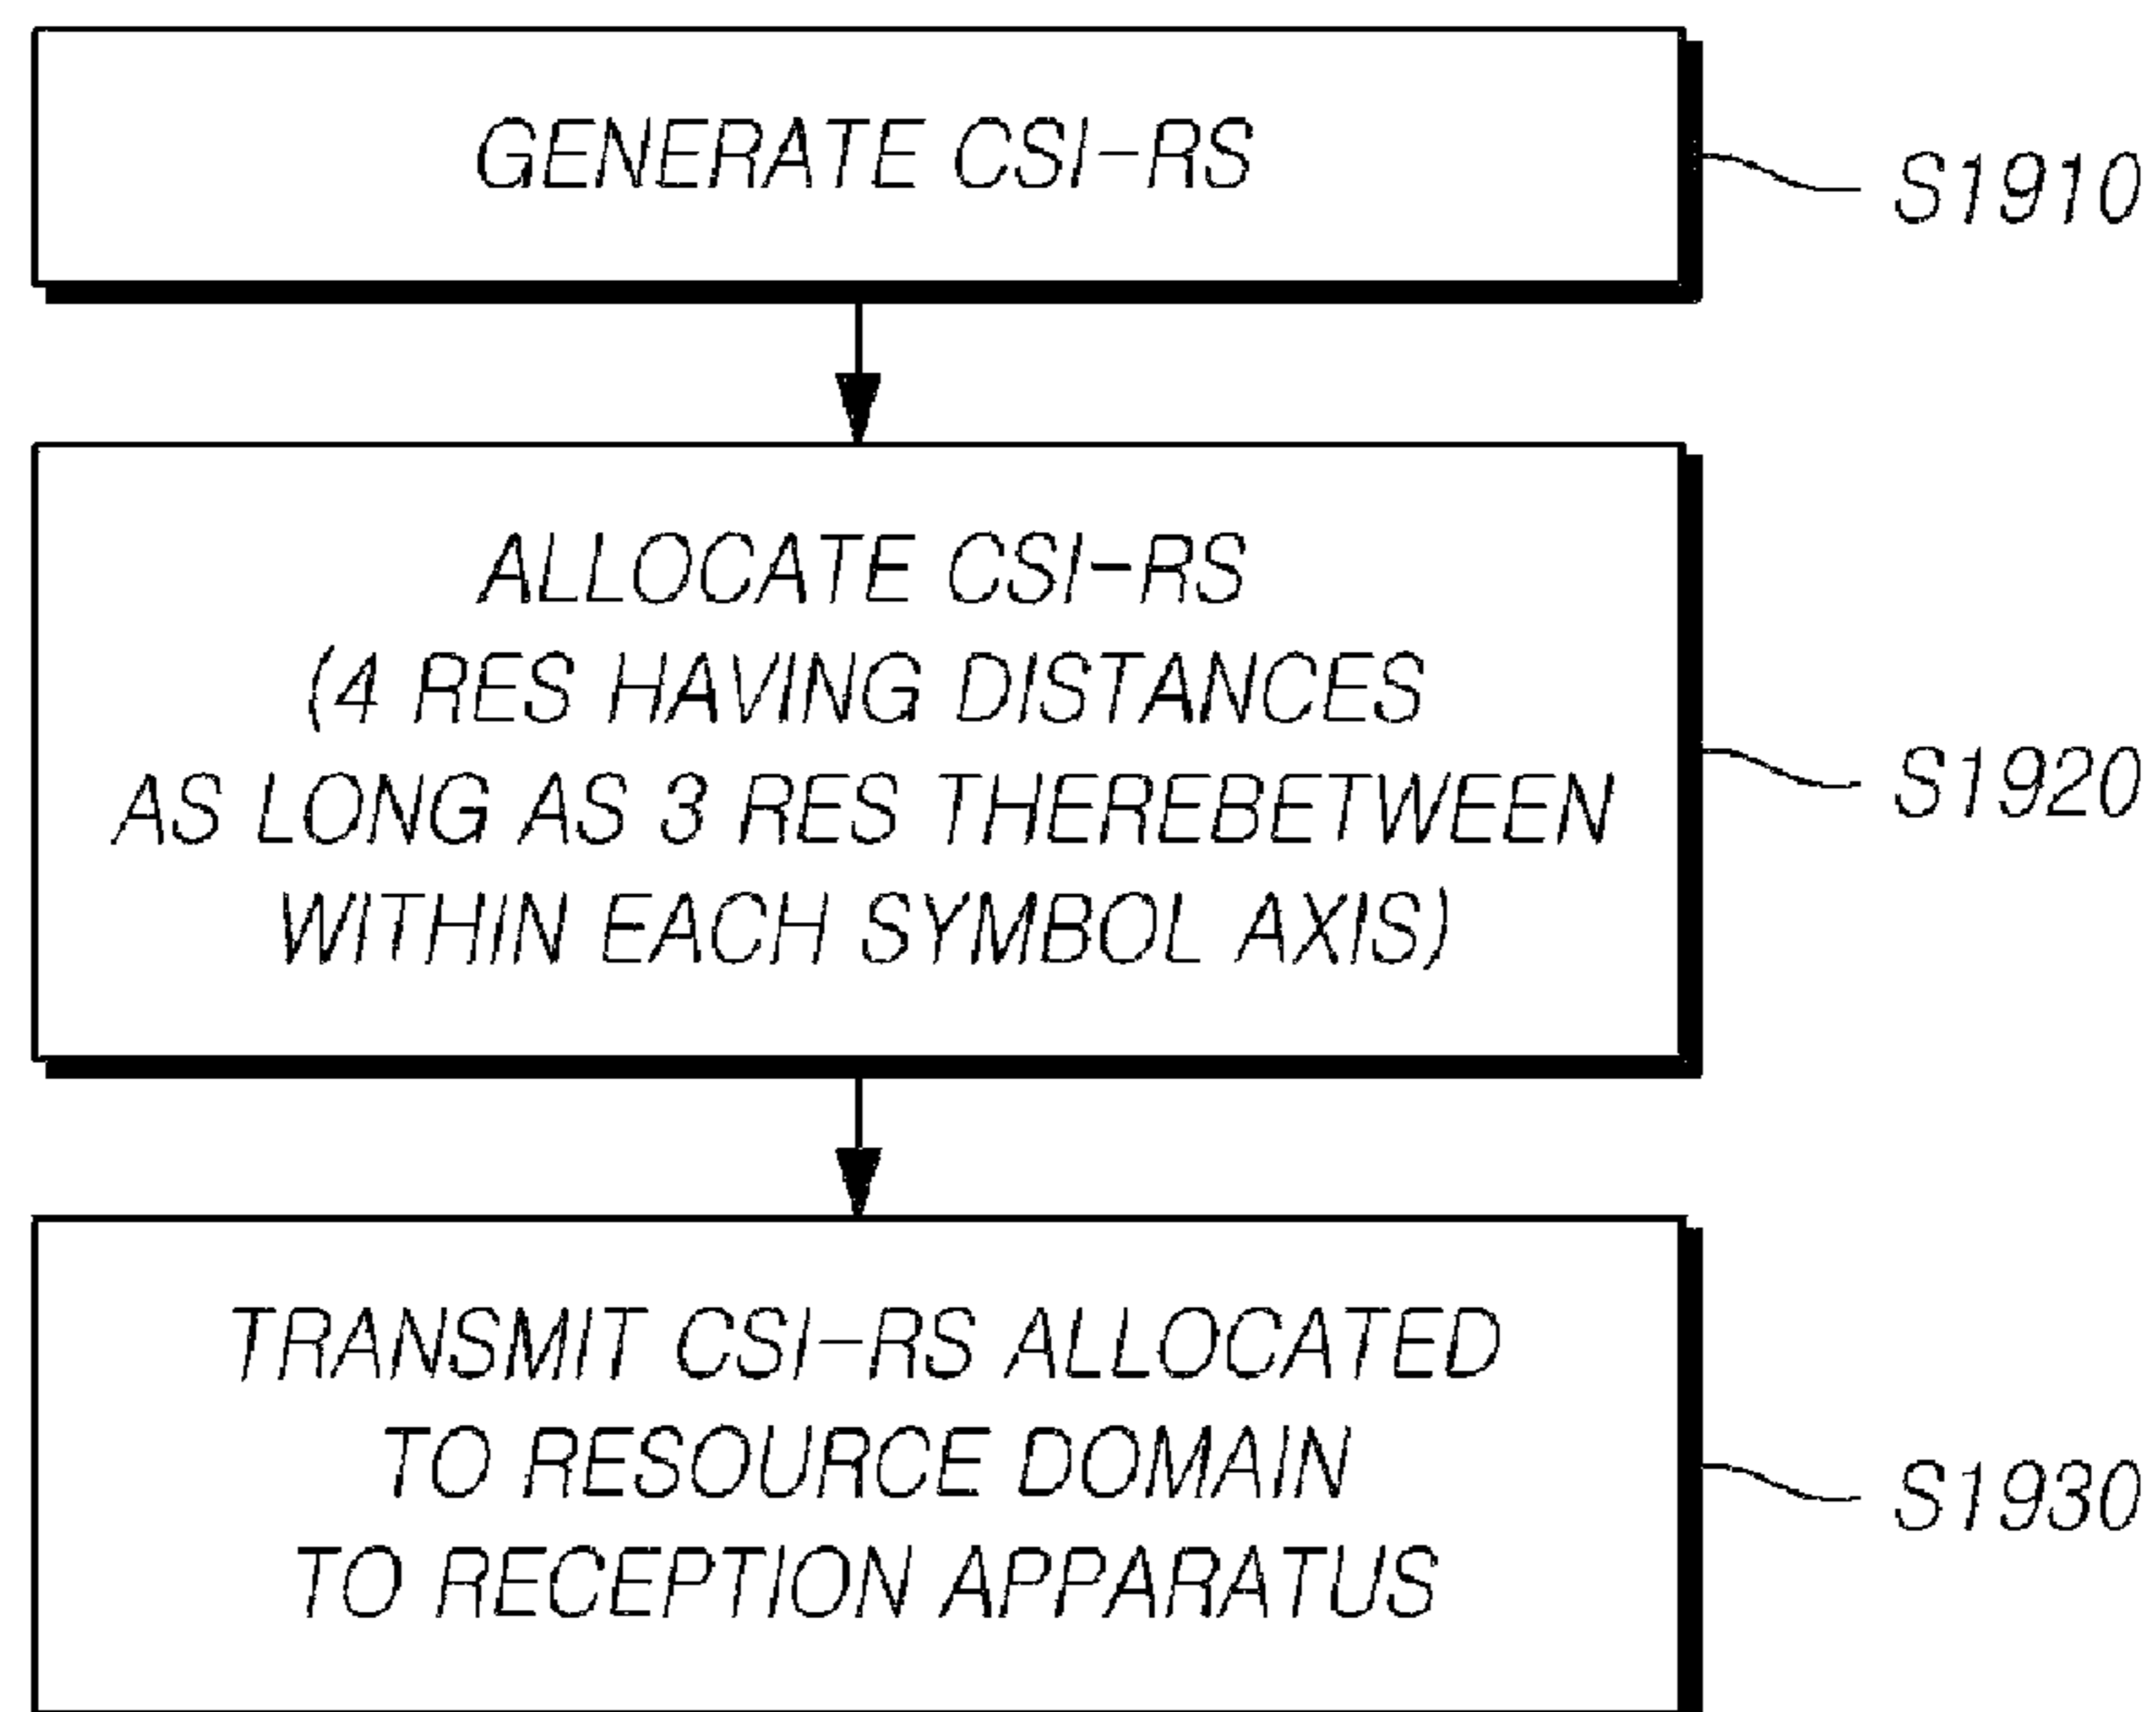 GENERATE CSI-RS
S1910
ALLOCATE CSI-RS
(4 RES HAVING DISTANCES
AS LONG AS 3 RES THEREBETWEEN
WITHIN EACH SYMBOL AXIS)
S1920
TRANSMIT CSI-RS ALLOCATED
TO RESOURCE DOMAIN
TO RECEPTION APPARATUS
S1930